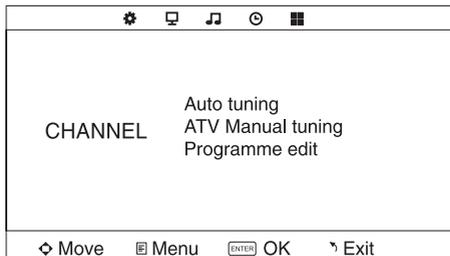 CHANNEL
Auto tuning
ATV Manual tuning
Programme edit
Move Menu ENTER OK Exit